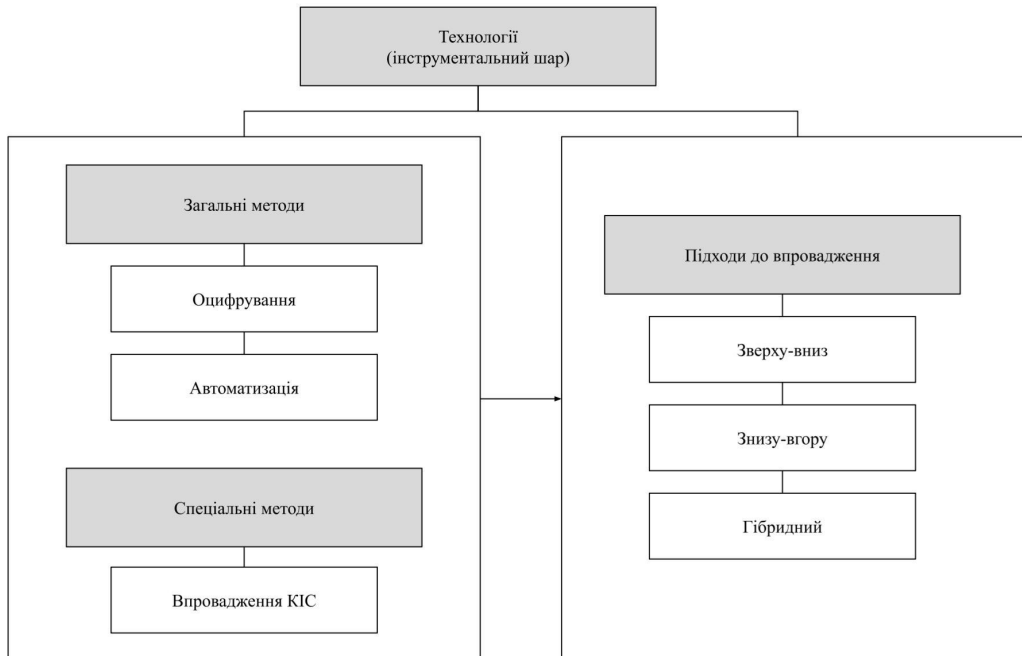 Технології
(інструментальний шар)
Загальні методи
Оцифрування
Автоматизація
Спеціальні методи
Впровадження КІС
Підходи до впровадження
Зверху-вниз
Знизу-вгору
Гібридний